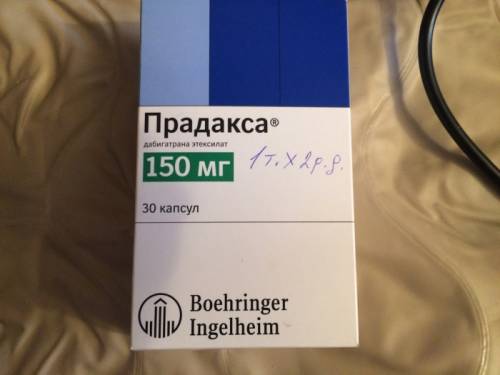 Прадакса®
дабигатрана этексилат
150 мг 1т. х 2р.д.
30 капсул
Boehringer
Ingelheim